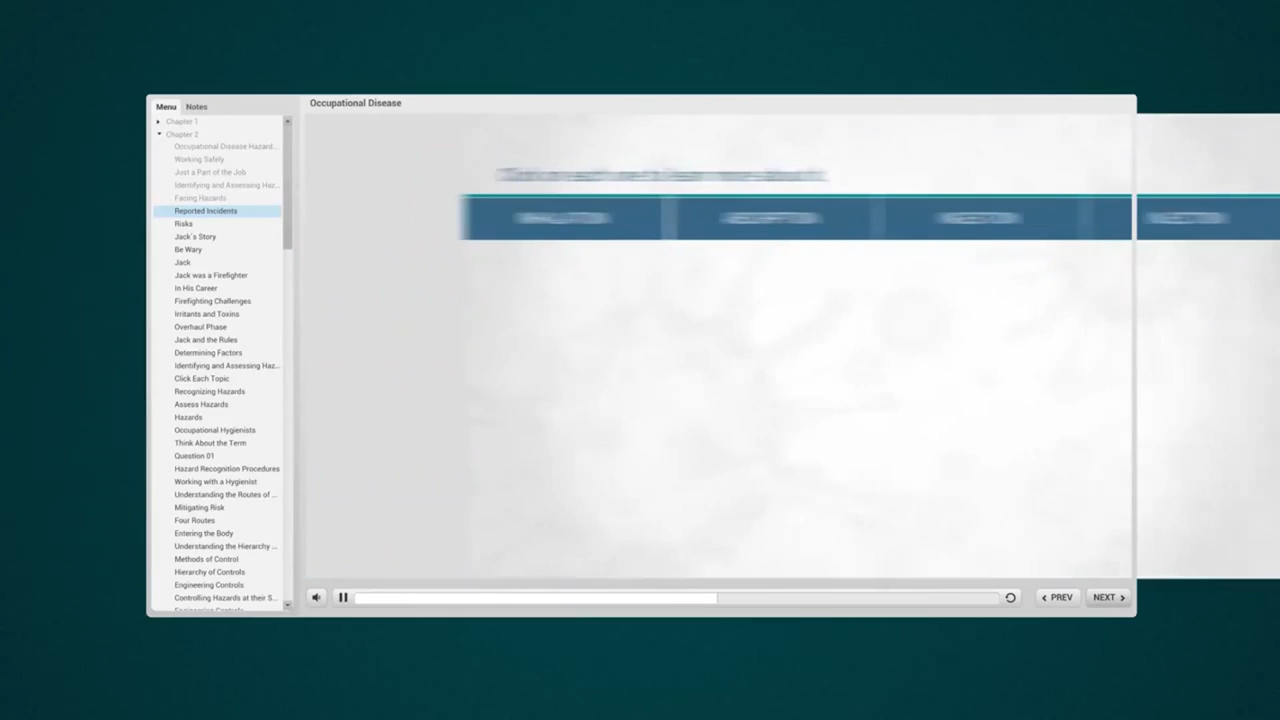 Menu Notes
Occupational Disease
Chapter 1
Chapter 2
Occupational Disease Hazard...
Working Safely
Just a Part of the Job
Identifying and Assessing Haz...
Facing Hazards
Reported Incidents
Risks
Jack's Story
Be Wary
Jack
Jack was a Firefighter
In His Career
Firefighting Challenges
Irritants and Toxins
Overhaul Phase
Jack and the Rules
Determining Factors
Identifying and Assessing Haz...
Click Each Topic
Recognizing Hazards
Assess Hazards
Hazards
Occupational Hygienists
Think About the Term
Question 01
Hazard Recognition Procedures
Working with a Hygienist
Understanding the Routes of ...
Mitigating Risk
Four Routes
Entering the Body
Understanding the Hierarchy ...
Methods of Control
Hierarchy of Controls
Engineering Controls
Controlling Hazards at their S...
Engineering Controls
PREV
NEXT